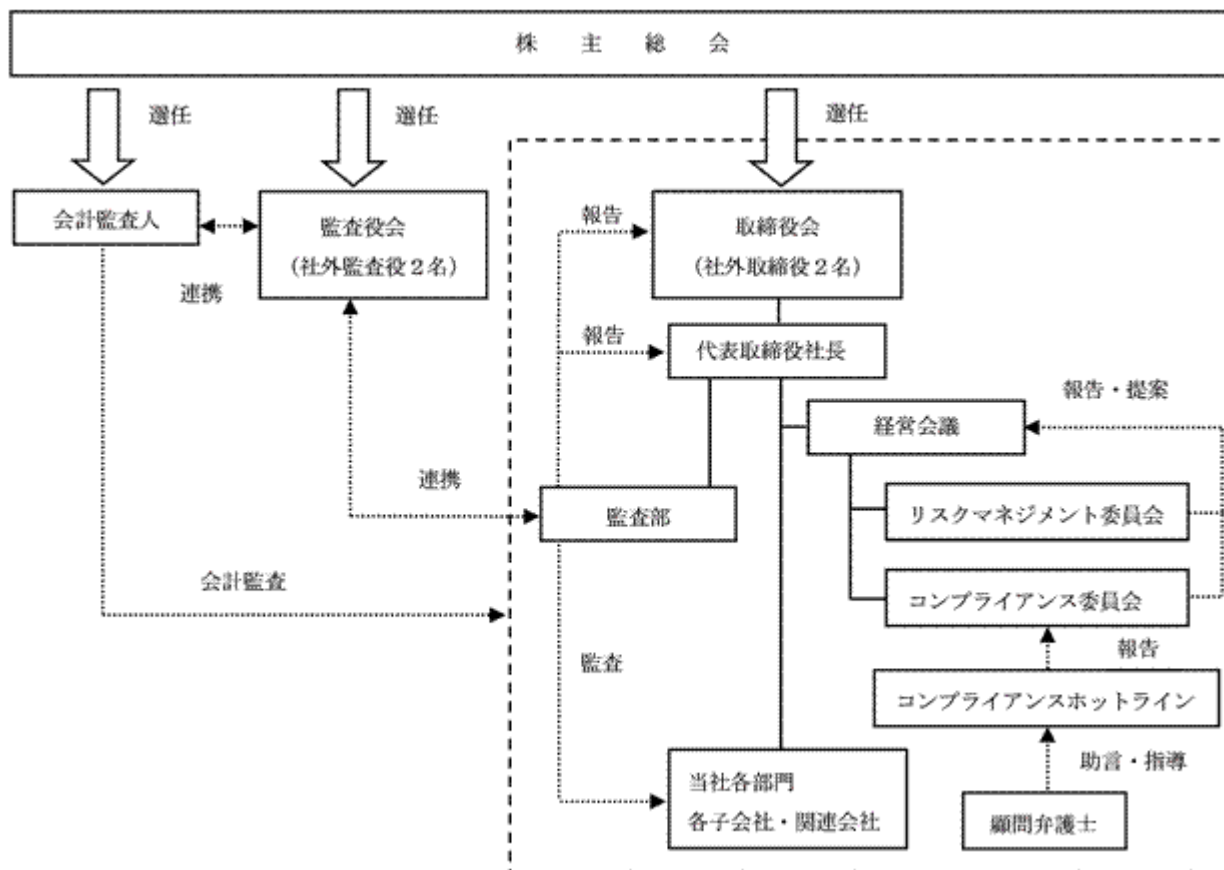 株主総会
選任
選任
選任
会計監査人
監査役会
(社外監査役2名)
報告
取締役会
(社外取締役2名)
連携
報告
代表取締役社長
報告・提案
経営会議
連携
監査部
リスクマネジメント委員会
会計監査
コンプライアンス委員会
監査
報告
コンプライアンスホットライン
助言・指導
当社各部門
各子会社・関連会社
顧問弁護士